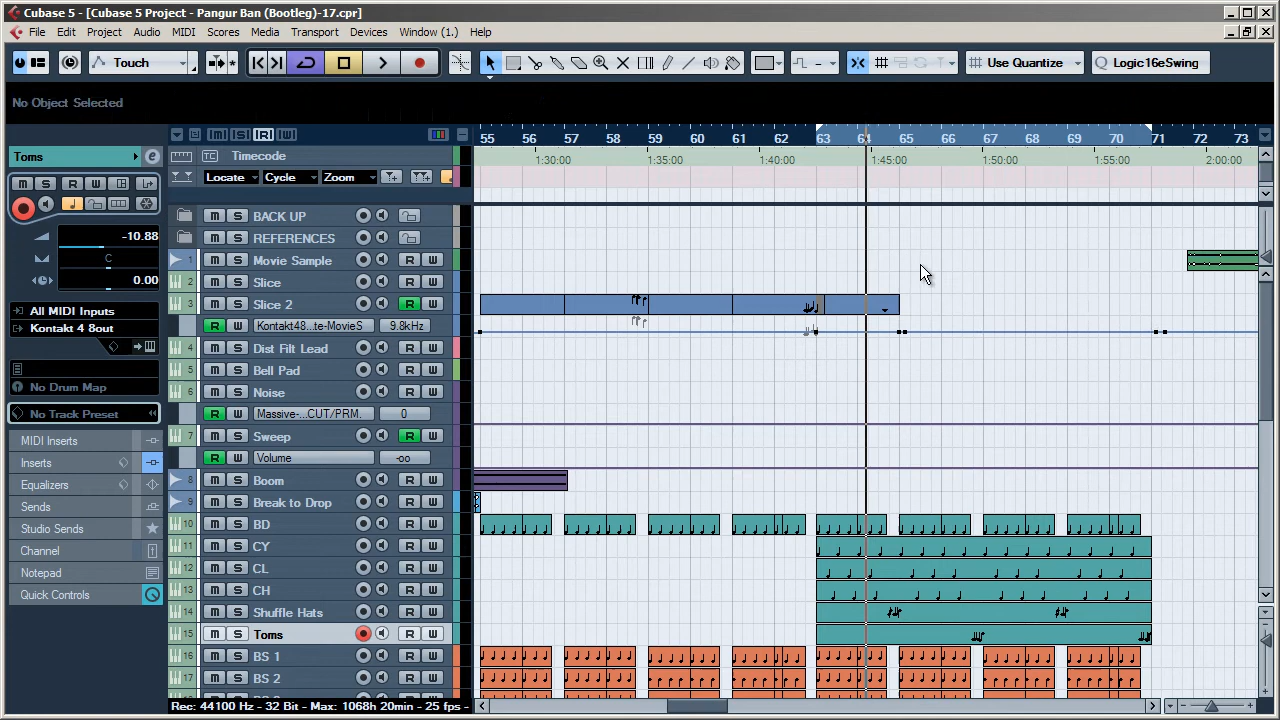 Cubase 5 - [Cubase 5 Project - Pangur Ban (Bootleg)-17.cpr]
File Edit Project Audio MIDI Scores Media Transport Devices Window (1.) Help
Touch Use Quantize Logic16eSwing
No Object Selected
55 56 57 58 59 60 61 62 63 64 65 66 67 68 69 70 71 72 73
Toms e [M] [S] [R] [W]
TC Timecode 1:30:00 1:35:00 1:40:00 1:45:00 1:50:00 1:55:00 2:00:00
M S R W Locate Cycle Zoom
-10.88 M S BACK UP
M S REFERENCES
C 1 M S Movie Sample R W
0.00 2 M S Slice R W
All MIDI Inputs 3 M S Slice 2 R W
Kontakt 4 8out R W Kontakt48...te-MovieS 9.8kHz
4 M S Dist Filt Lead R W
5 M S Bell Pad R W
No Drum Map 6 M S Noise R W
No Track Preset R W Massive-...CUT/PRM. 0
MIDI Inserts 7 M S Sweep R W
Inserts R W Volume -oo
Equalizers 8 M S Boom R W
Sends 9 M S Break to Drop R W
Studio Sends 10 M S BD R W
Channel 11 M S CY R W
Notepad 12 M S CL R W
Quick Controls 13 M S CH R W
14 M S Shuffle Hats R W
15 M S Toms R W
16 M S BS 1 R W
17 M S BS 2 R W
Rec: 44100 Hz - 32 Bit - Max: 1068h 20min - 25 fps -